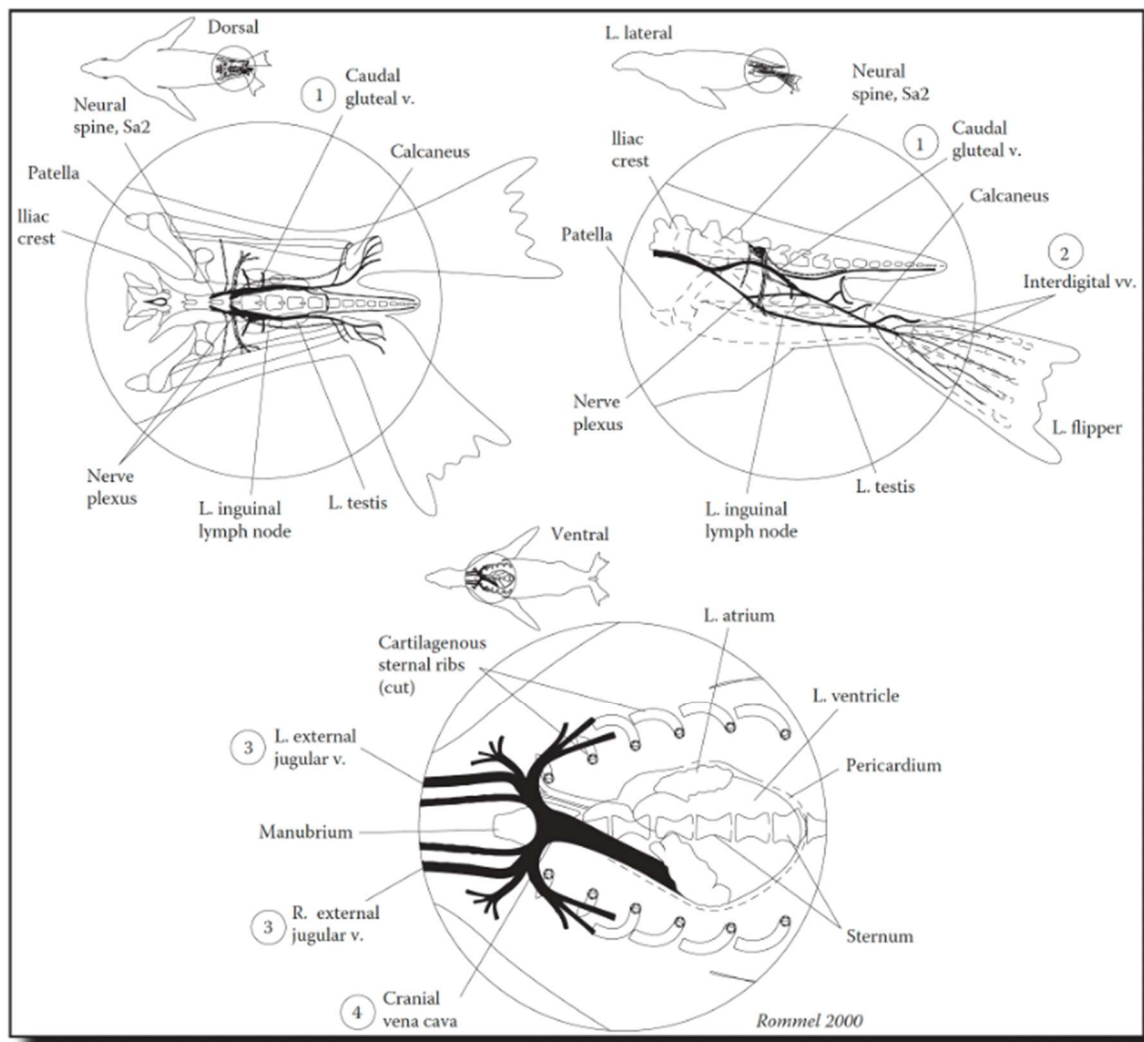 Dorsal
Neural
spine, Sa2
1
Caudal
gluteal v.
Calcaneus
Patella
lliac
crest
Nerve
plexus
L. inguinal
lymph node
L. testis
L. lateral
Neural
spine, Sa2
lliac
crest
1
Caudal
gluteal v.
Calcaneus
Patella
2
Interdigital vv.
Nerve
plexus
L. flipper
L. testis
L. inguinal
lymph node
Ventral
L. atrium
Cartilagenous
sternal ribs
(cut)
L. ventricle
3
L. external
jugular v.
Pericardium
Manubrium
3
R. external
jugular v.
Sternum
4
Cranial
vena cava
Rommel 2000